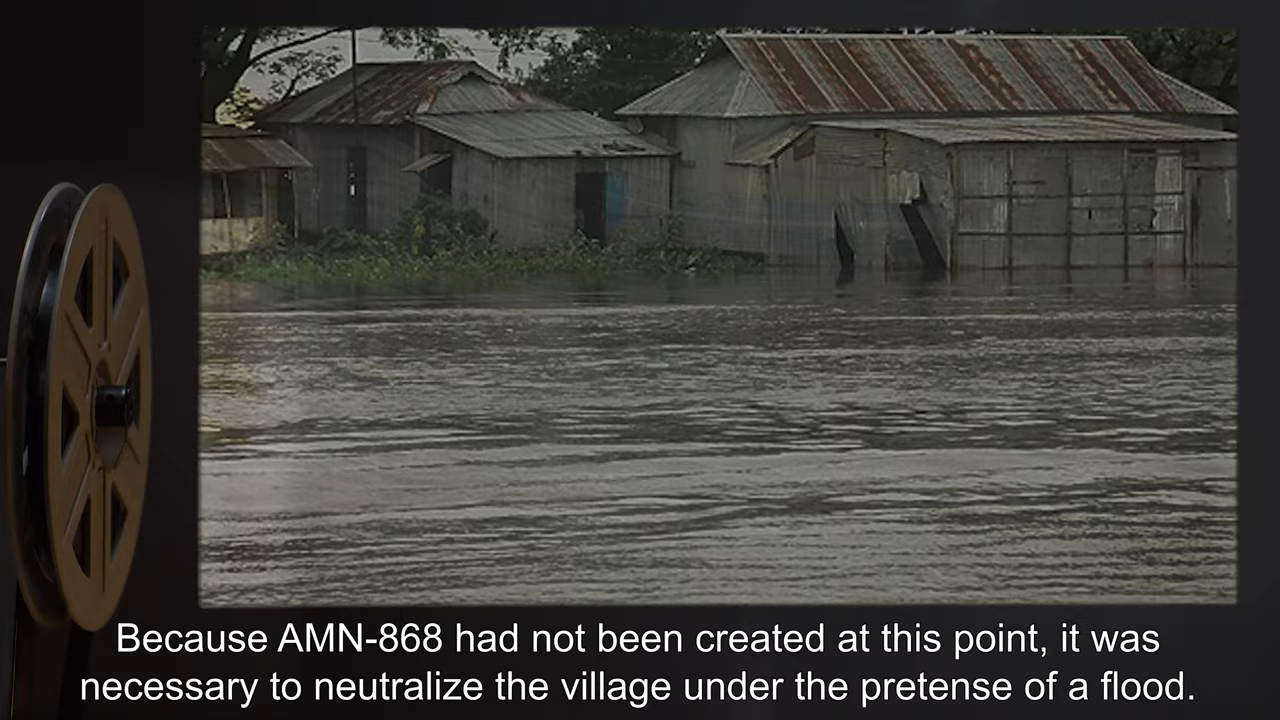 Because AMN-868 had not been created at this point, it was
necessary to neutralize the village under the pretense of a flood.